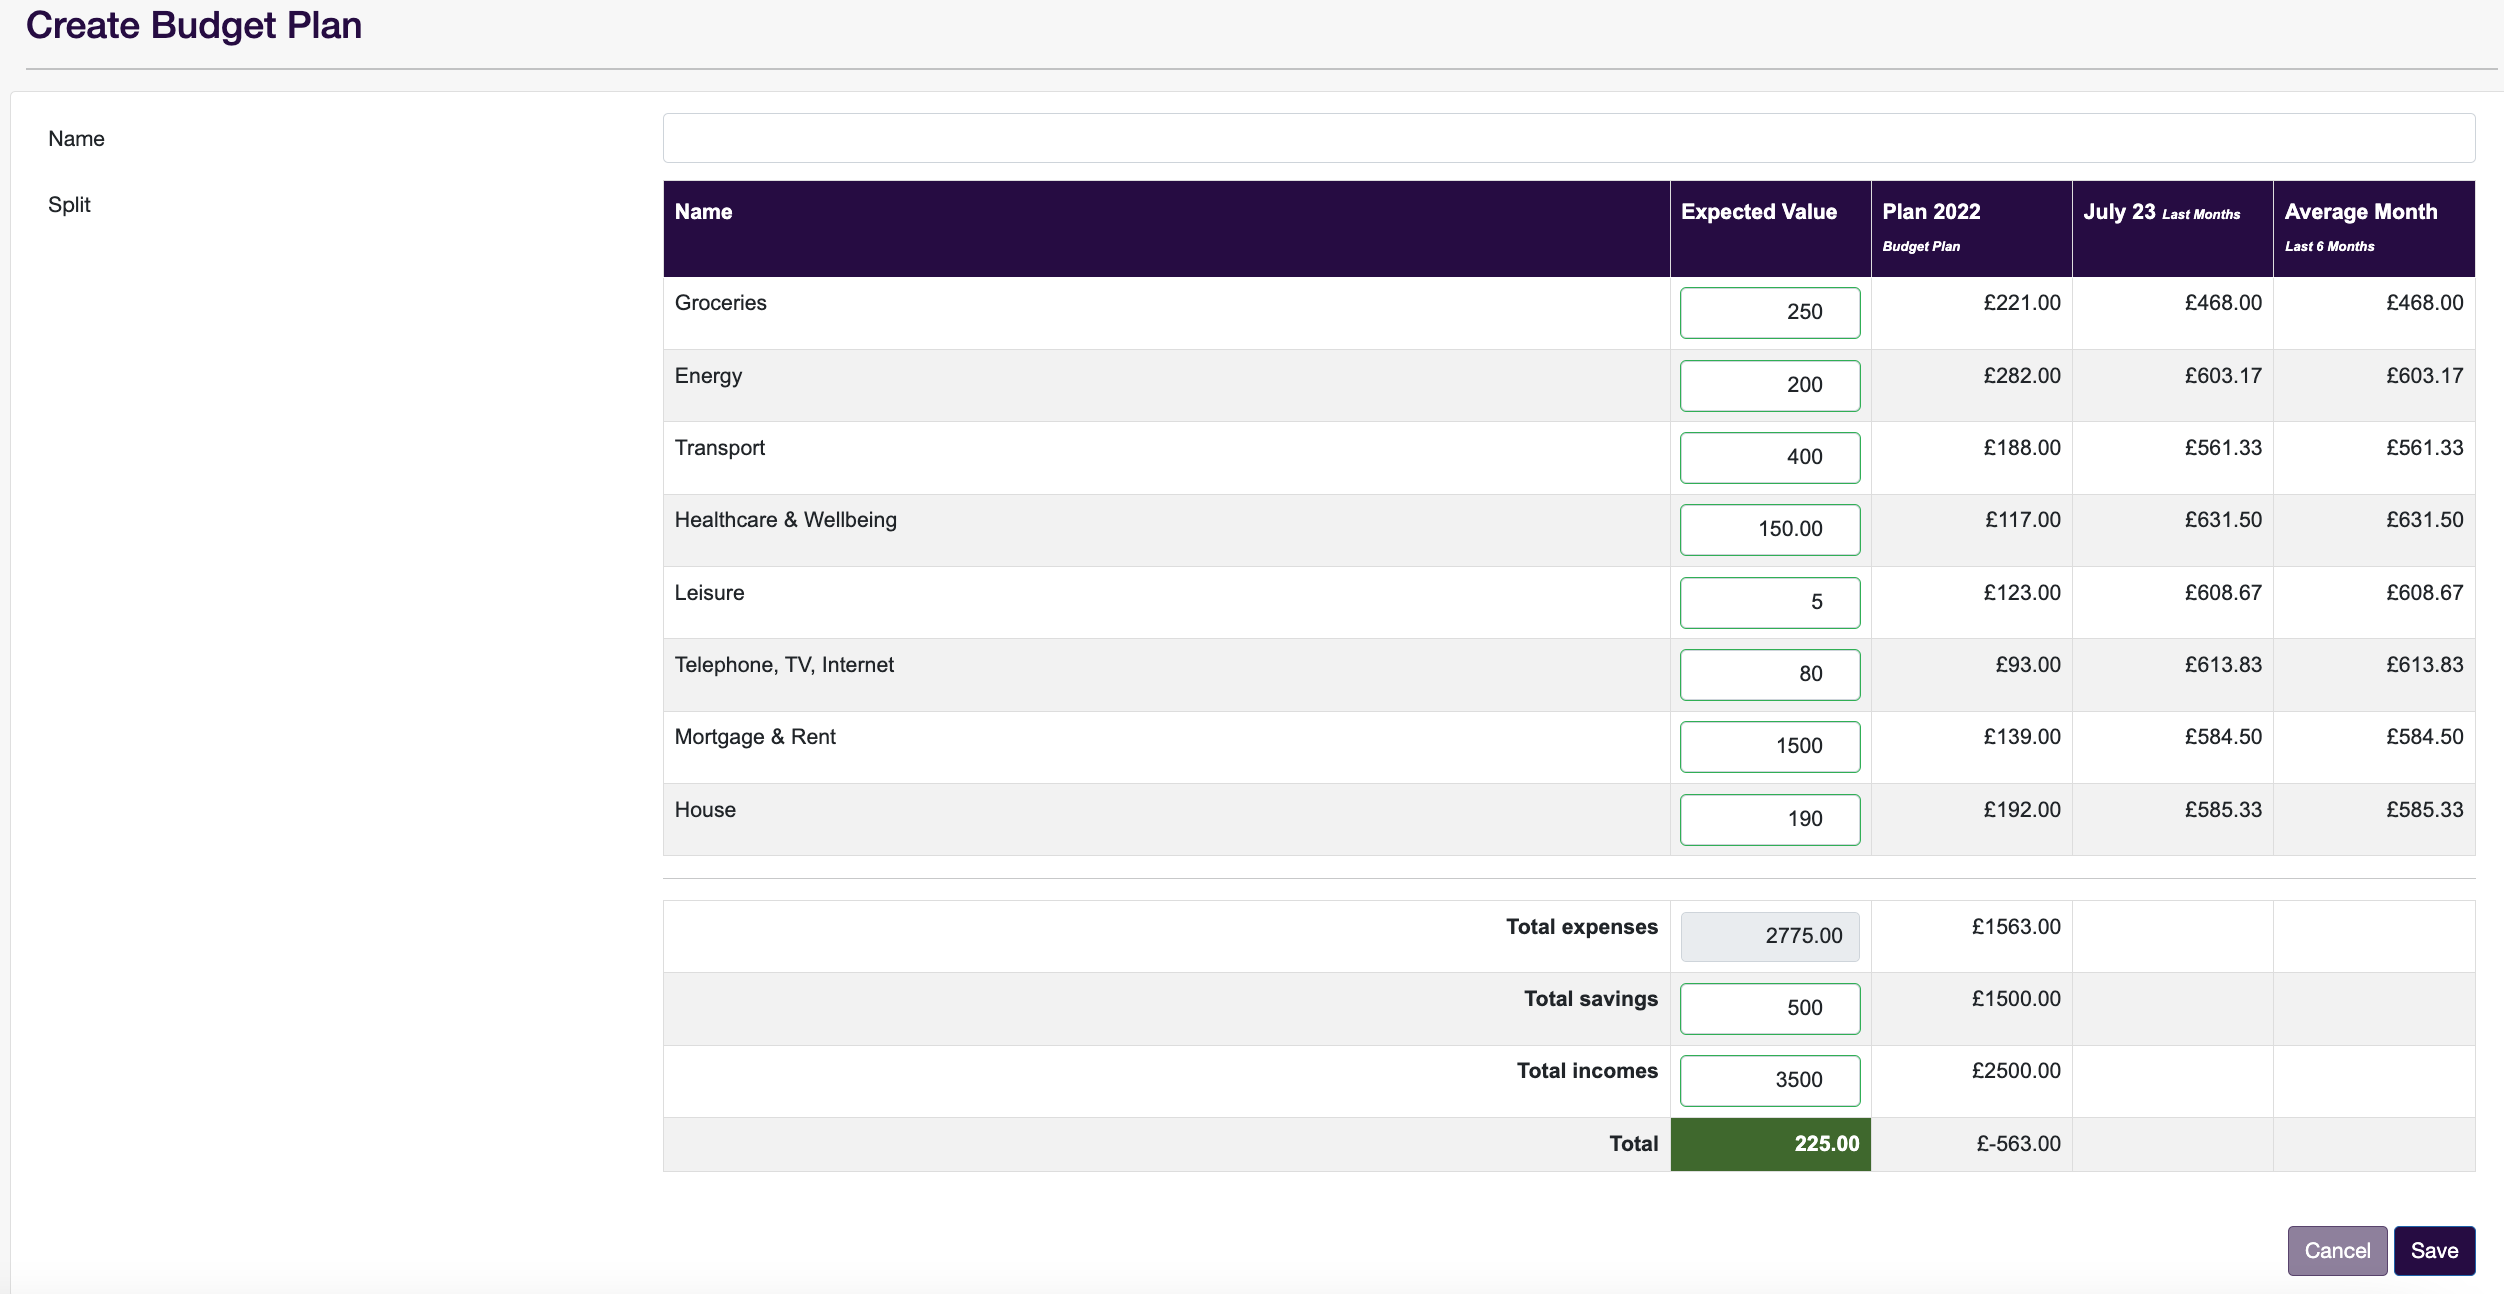 Create Budget Plan
Name
Split
Name Expected Value Plan 2022 July 23 Last Months Average Month
Budget Plan Last 6 Months
Groceries 250 £221.00 £468.00 £468.00
Energy 200 £282.00 £603.17 £603.17
Transport 400 £188.00 £561.33 £561.33
Healthcare & Wellbeing 150.00 £117.00 £631.50 £631.50
Leisure 5 £123.00 £608.67 £608.67
Telephone, TV, Internet 80 £93.00 £613.83 £613.83
Mortgage & Rent 1500 £139.00 £584.50 £584.50
House 190 £192.00 £585.33 £585.33
Total expenses 2775.00 £1563.00
Total savings 500 £1500.00
Total incomes 3500 £2500.00
Total 225.00 £-563.00
Cancel Save